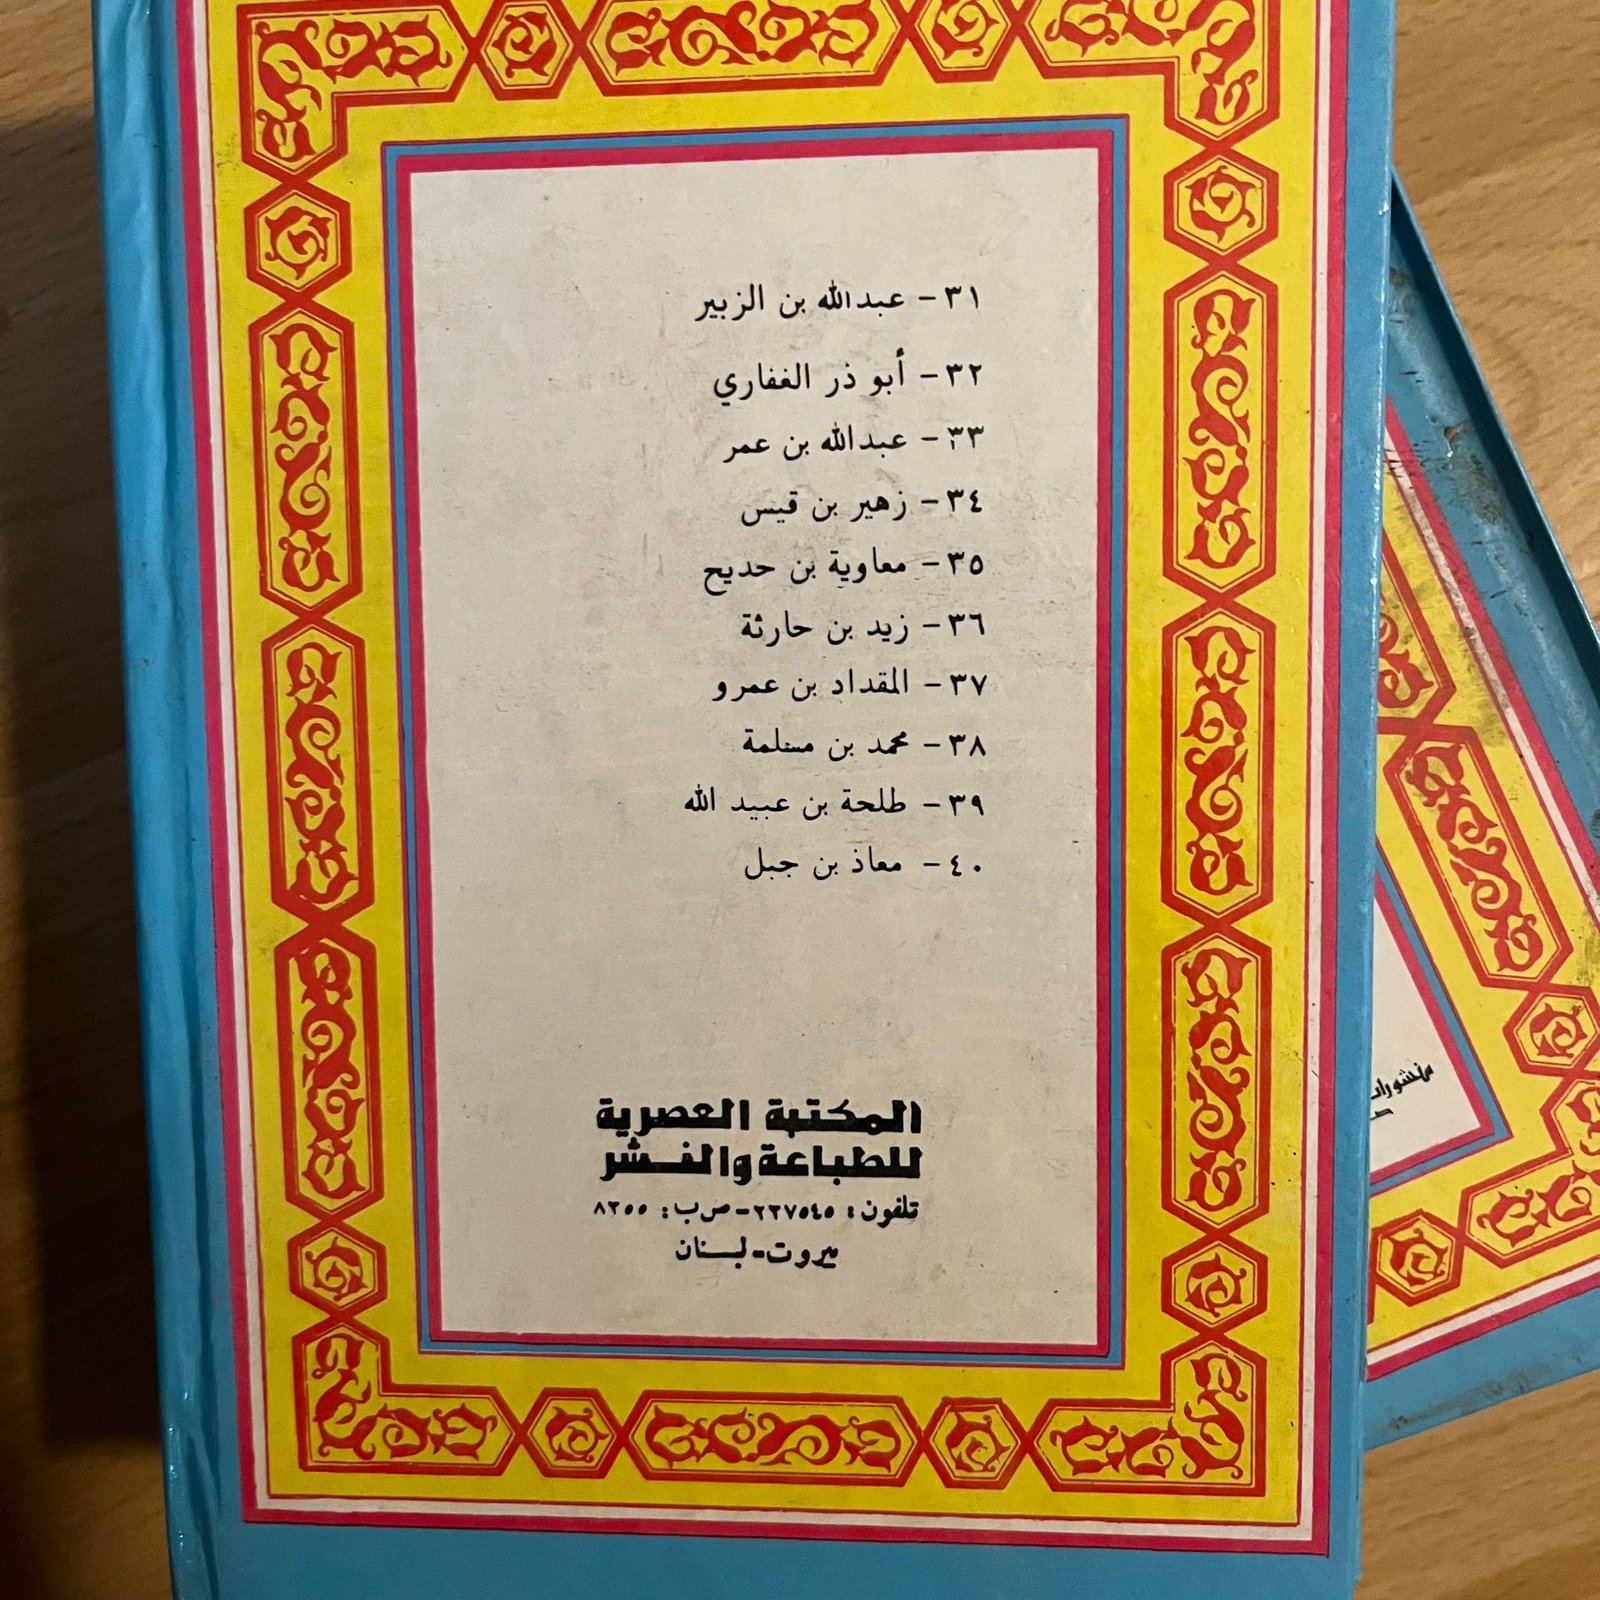 ٣١ - عبدالله بن الزبير
٣٢ - أبو ذر الغفاري
٣٣ - عبدالله بن عمر
٣٤ - زهير بن قيس
٣٥ - معاوية بن حديج
٣٦ - زيد بن حارثة
٣٧ - المقداد بن عمرو
٣٨ - محمد بن مسلمة
٣٩ - طلحة بن عبيد الله
٤٠ - معاذ بن جبل
المكتبة العصرية
للطباعة والنشر
تلفون: ٢٣٧٥٤٥ - ص ب: ٨٣٥٥
بيروت - لبنان
منشورات